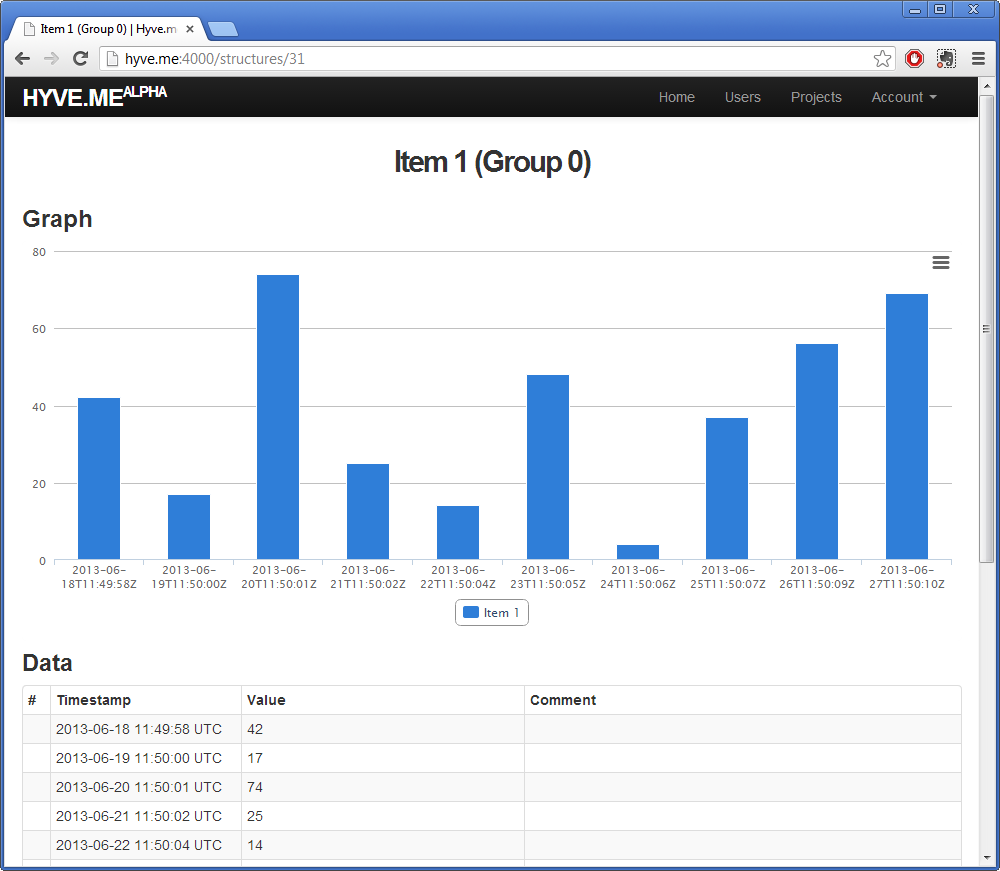 Item 1 (Group 0) | Hyve.m
hyve.me:4000/structures/31
HYVE.ME ALPHA Home Users Projects Account
Item 1 (Group 0)
Graph
80
60
40
20
0
2013-06-18T11:49:58Z 2013-06-19T11:50:00Z 2013-06-20T11:50:01Z 2013-06-21T11:50:02Z 2013-06-22T11:50:04Z 2013-06-23T11:50:05Z 2013-06-24T11:50:06Z 2013-06-25T11:50:07Z 2013-06-26T11:50:09Z 2013-06-27T11:50:10Z
Item 1
Data
# Timestamp Value Comment
2013-06-18 11:49:58 UTC 42
2013-06-19 11:50:00 UTC 17
2013-06-20 11:50:01 UTC 74
2013-06-21 11:50:02 UTC 25
2013-06-22 11:50:04 UTC 14